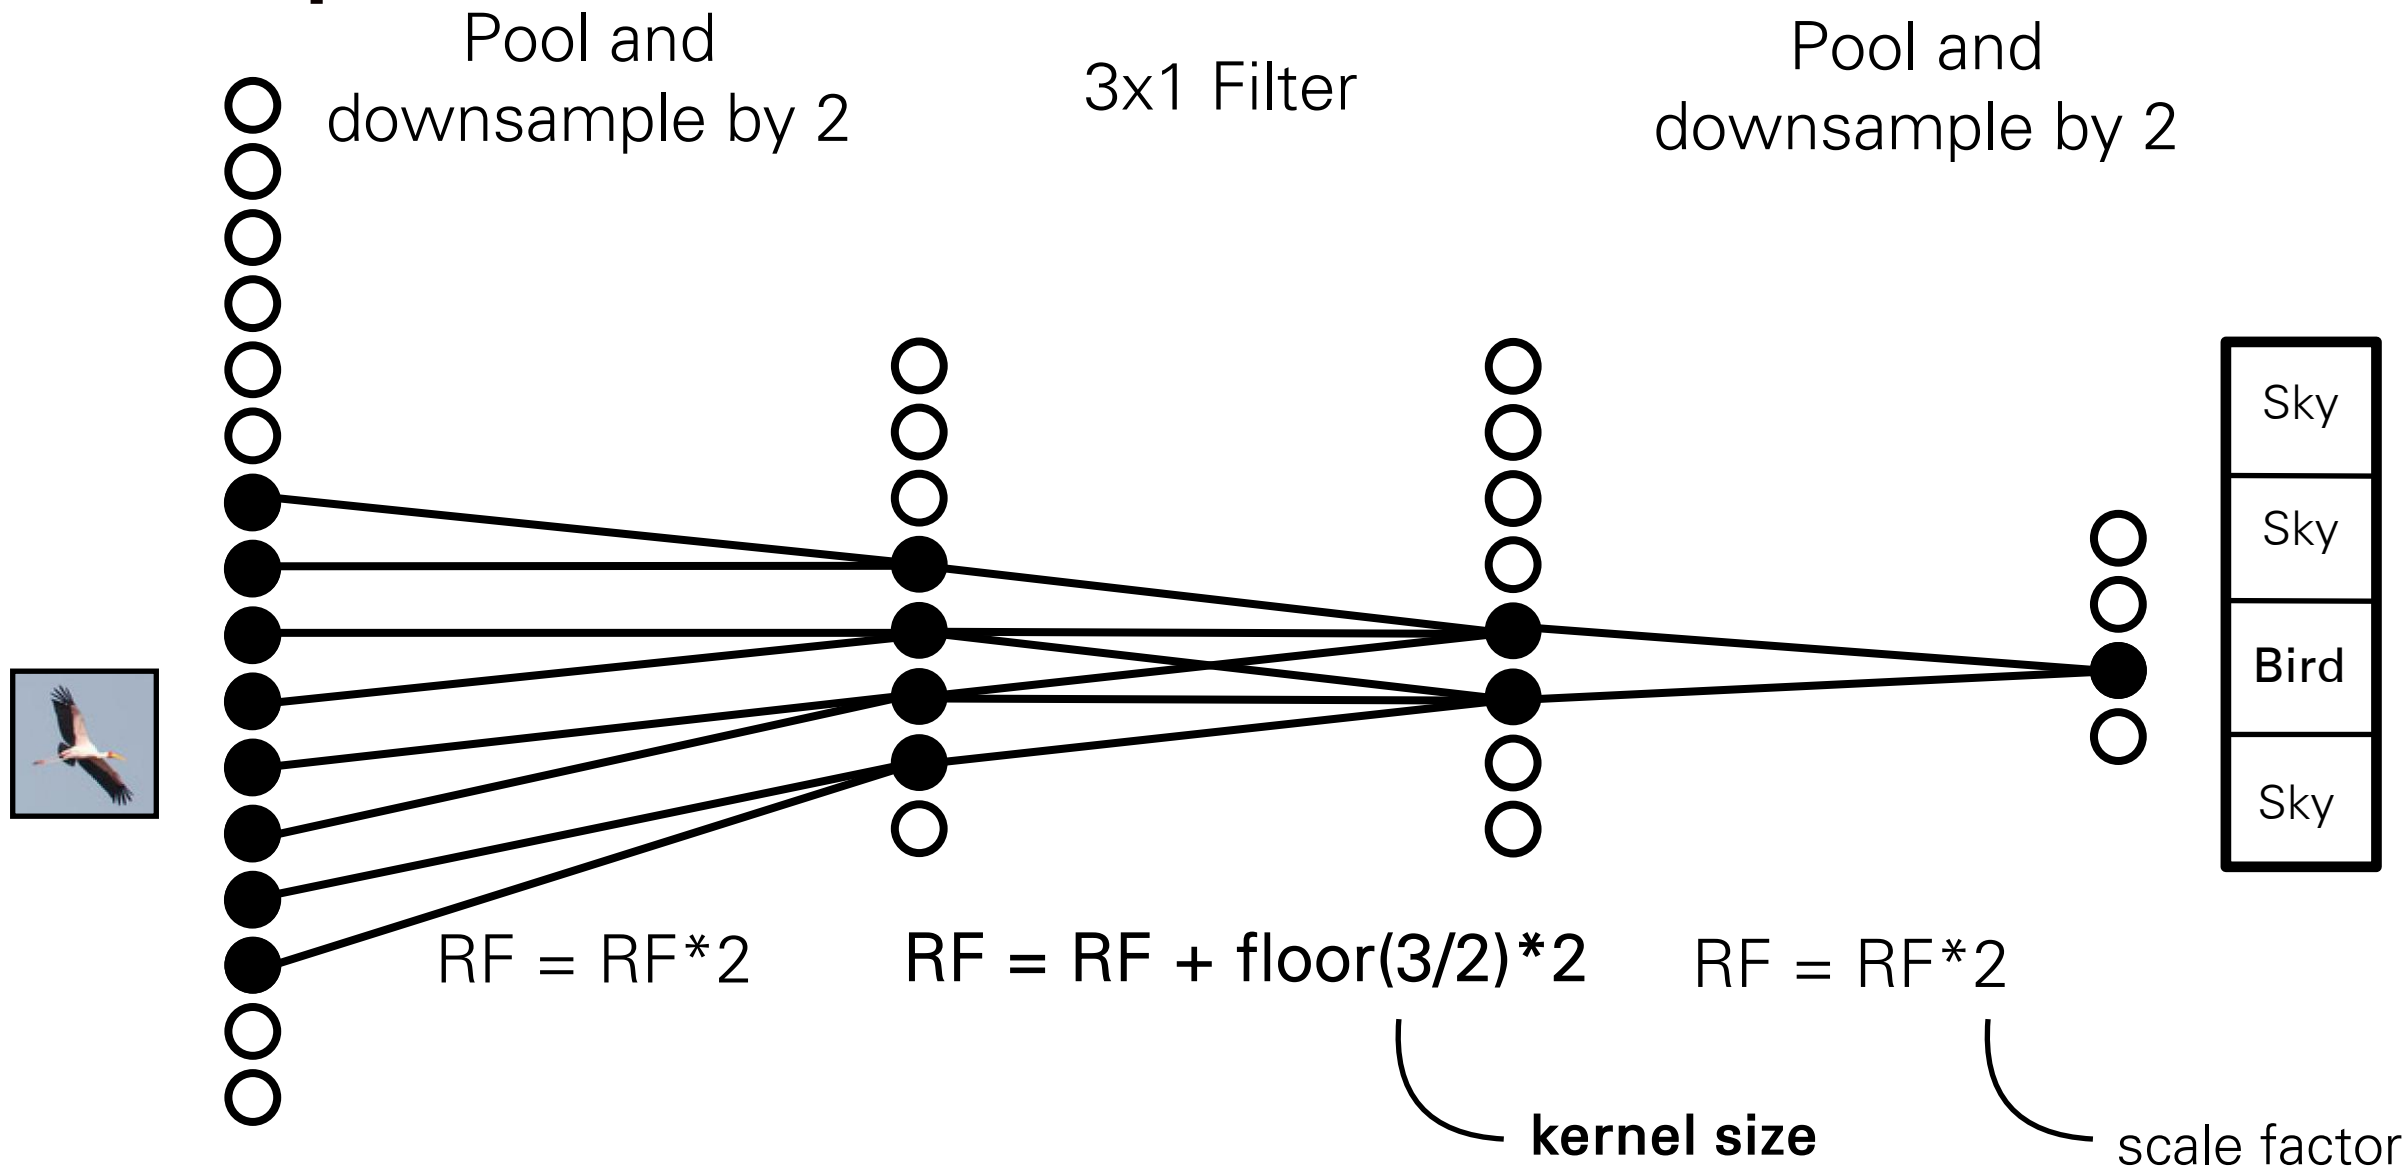 Pool and
downsample by 2
3x1 Filter
Pool and
downsample by 2
Sky
Sky
Bird
Sky
RF = RF*2
RF = RF + floor(3/2)*2
RF = RF*2
kernel size
scale factor